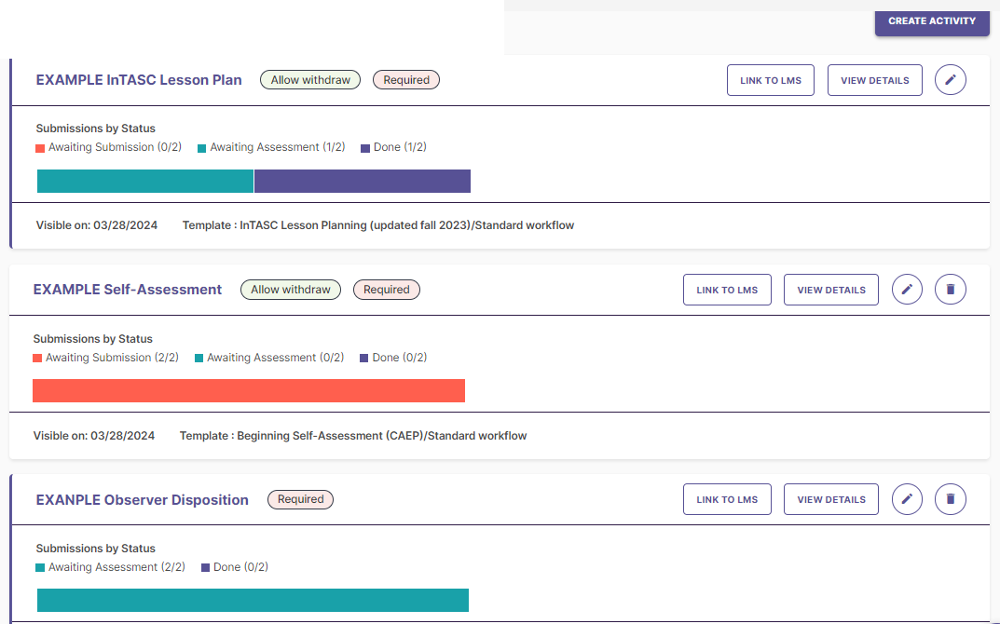 CREATE ACTIVITY
EXAMPLE InTASC Lesson Plan Allow withdraw Required LINK TO LMS VIEW DETAILS
Submissions by Status
Awaiting Submission (0/2) Awaiting Assessment (1/2) Done (1/2)
Visible on: 03/28/2024 Template : InTASC Lesson Planning (updated fall 2023)/Standard workflow
EXAMPLE Self-Assessment Allow withdraw Required LINK TO LMS VIEW DETAILS
Submissions by Status
Awaiting Submission (2/2) Awaiting Assessment (0/2) Done (0/2)
Visible on: 03/28/2024 Template : Beginning Self-Assessment (CAEP)/Standard workflow
EXANPLE Observer Disposition Required LINK TO LMS VIEW DETAILS
Submissions by Status
Awaiting Assessment (2/2) Done (0/2)